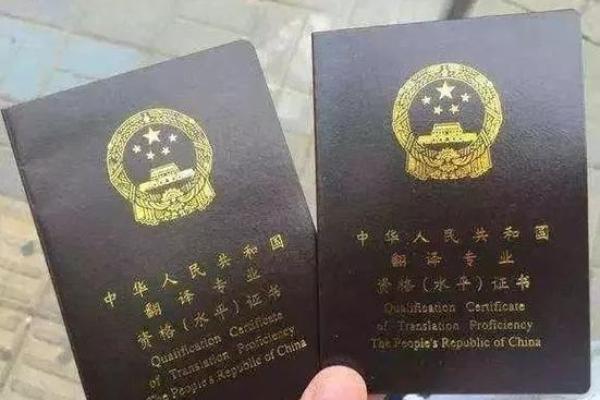 中华人民共和国
翻译专业
资格(水平)证书
Qualification Certificate
of Translation Proficiency
The People's Republic of China
中华人民共和国
翻译专业
资格(水平)证书
Qualification Certificate
of Translation Proficiency
The People's Republic of China